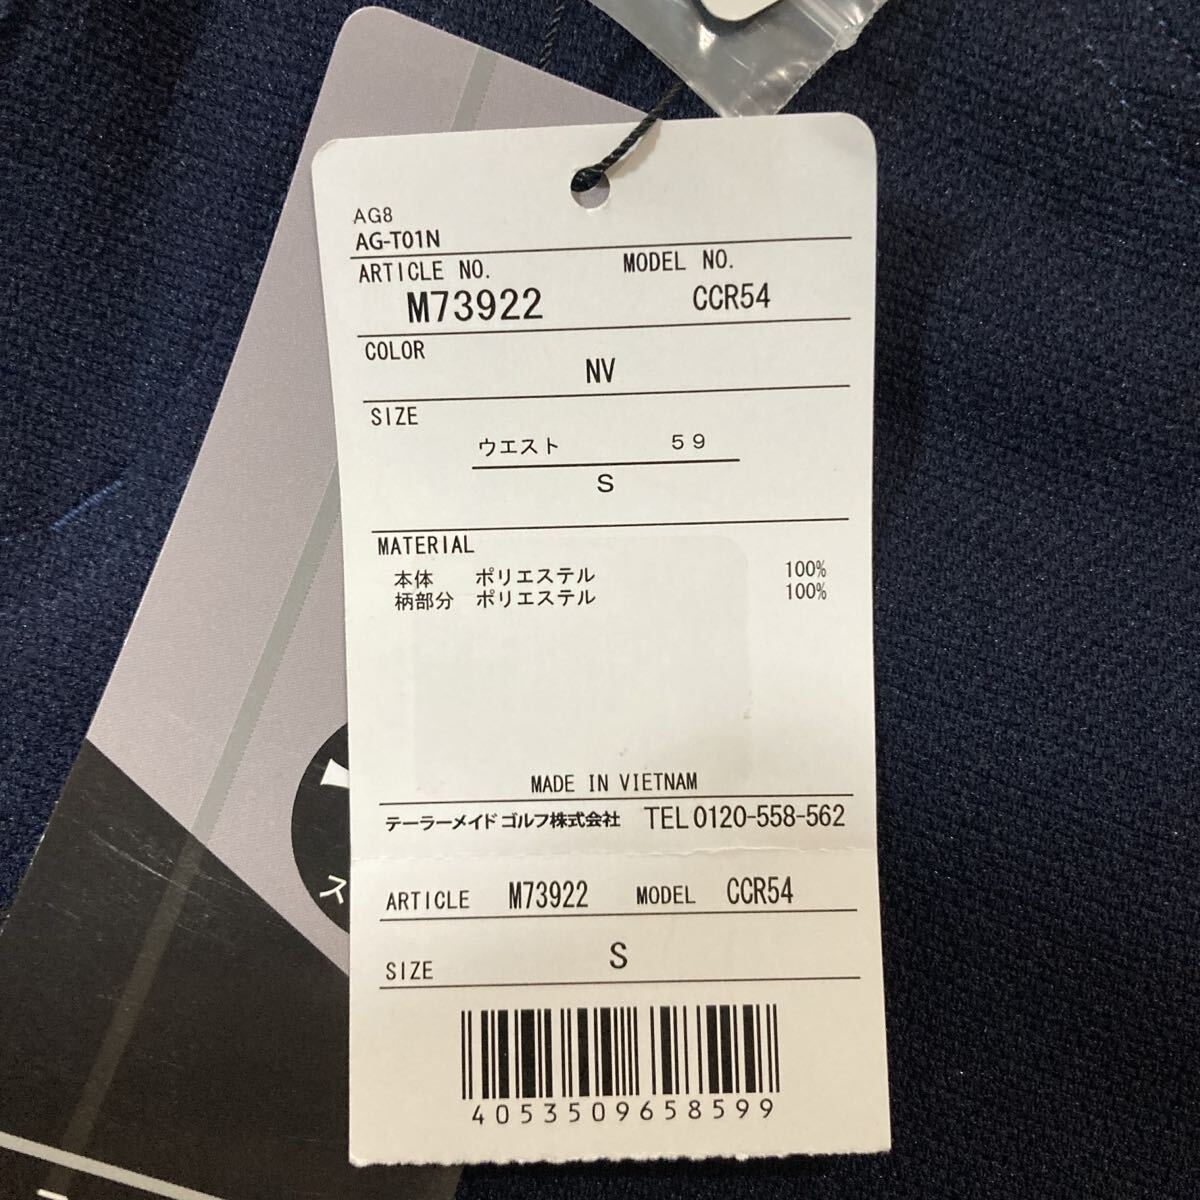 AG8
AG-T01N
ARTICLE NO. MODEL NO.
M73922 CCR54
COLOR
NV
SIZE
ウエスト 59
S
MATERIAL
本体 ポリエステル 100%
柄部分 ポリエステル 100%
MADE IN VIETNAM
テーラーメイド ゴルフ株式会社 TEL 0120-558-562
ARTICLE M73922 MODEL CCR54
SIZE S
4053509658599
ス